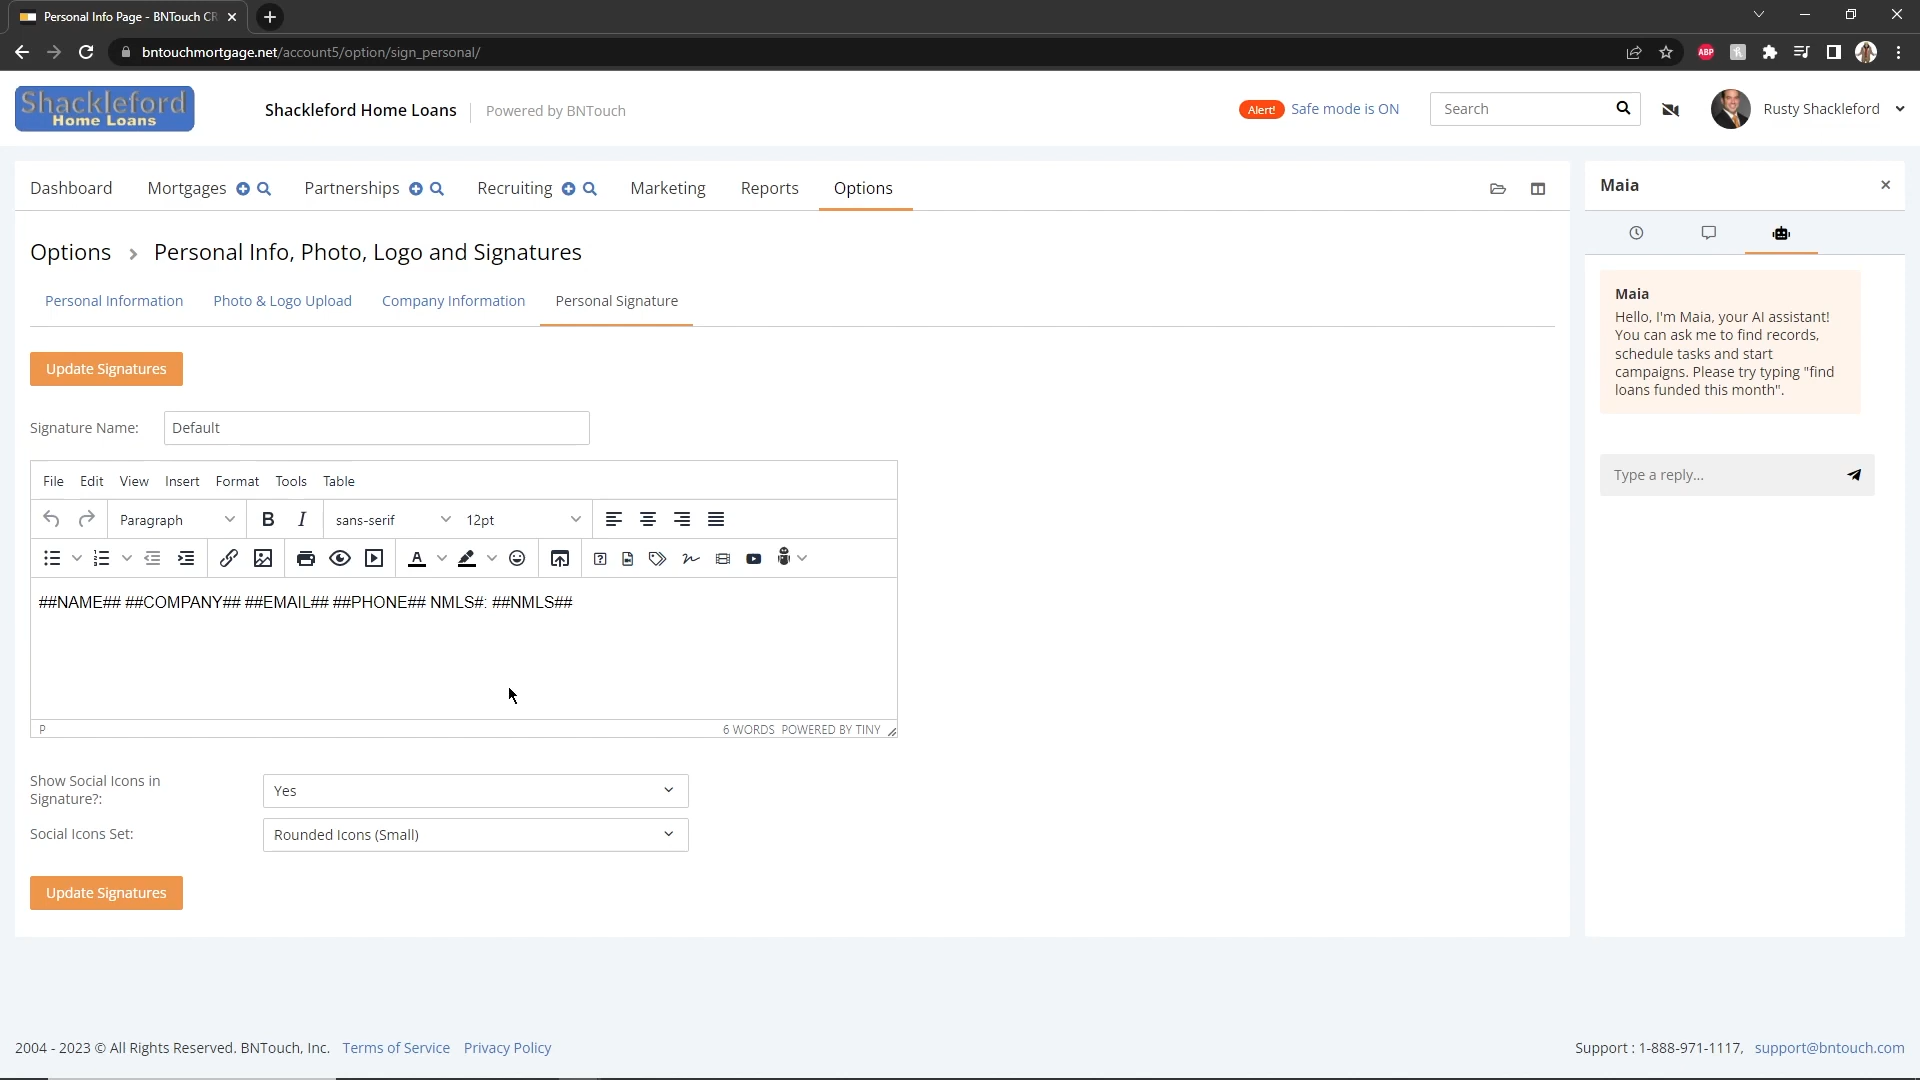 Personal Info Page - BNTouch CR
bntouchmortgage.net/account5/option/sign_personal/
ABP
Shackleford
Home Loans
Shackleford Home Loans
Powered by BNTouch
Alert!
Safe mode is ON
Search
Rusty Shackleford
Dashboard
Mortgages
Partnerships
Recruiting
Marketing
Reports
Options
Maia
Options > Personal Info, Photo, Logo and Signatures
Personal Information
Photo & Logo Upload
Company Information
Personal Signature
Maia
Hello, I'm Maia, your AI assistant!
You can ask me to find records,
schedule tasks and start
campaigns. Please try typing "find
loans funded this month".
Type a reply...
Update Signatures
Signature Name:
Default
File Edit View Insert Format Tools Table
Paragraph
B
I
sans-serif
12pt
A
##NAME## ##COMPANY## ##EMAIL## ##PHONE## NMLS#: ##NMLS##
P
6 WORDS POWERED BY TINY
Show Social Icons in
Signature?:
Yes
Social Icons Set:
Rounded Icons (Small)
Update Signatures
2004 - 2023 © All Rights Reserved. BNTouch, Inc. Terms of Service Privacy Policy
Support : 1-888-971-1117, support@bntouch.com